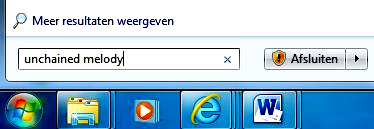 Meer resultaten weergeven
unchained melody
Afsluiten